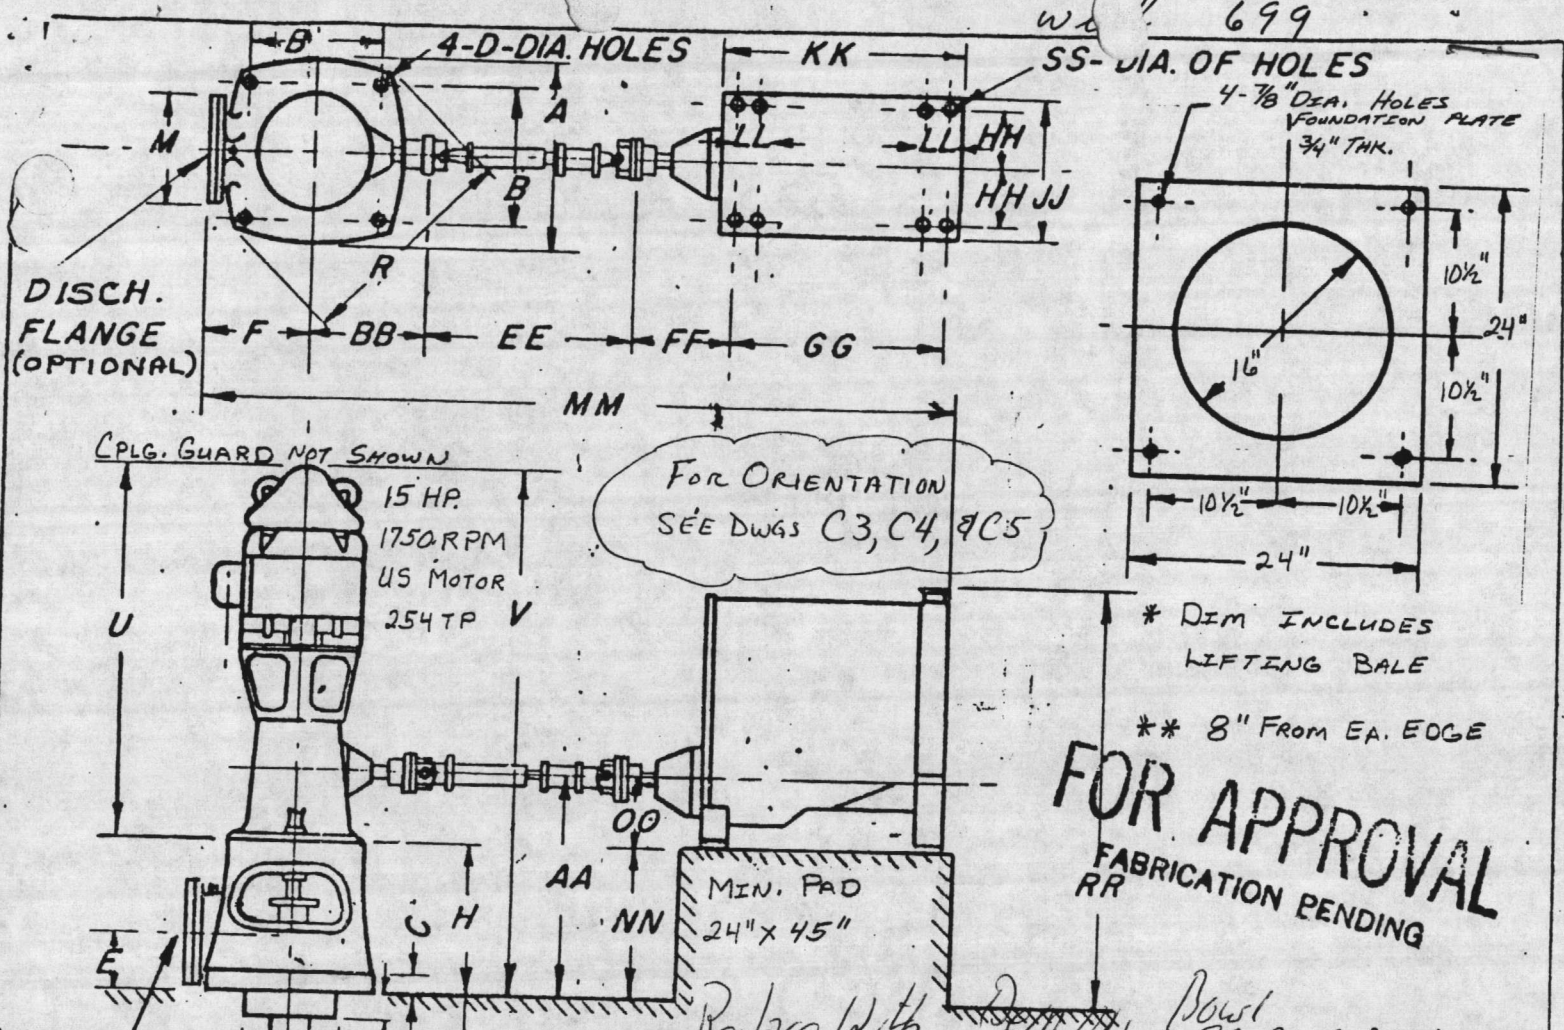 699
B
4-D-DIA. HOLES
KK
SS- DIA. OF HOLES
4-7/8" DIA. HOLES
FOUNDATION PLATE
3/4" THK.
M
A
B
LL
LL
HH
HH
JJ
R
10½"
24"
10½"
16"
DISCH.
FLANGE
(OPTIONAL)
F
BB
EE
FF
GG
MM
10½"
10½"
24"
CPLG. GUARD NOT SHOWN
15 HP.
1750 RPM
US MOTOR
254 TP
U
V
FOR ORIENTATION
SEE DWGS C3, C4, & C5
* DIM INCLUDES
LIFTING BALE
** 8" FROM EA. EDGE
FOR APPROVAL
FABRICATION PENDING
RR
OO
AA
NN
C
H
E
MIN. PAD
24" x 45"
With
Bowl